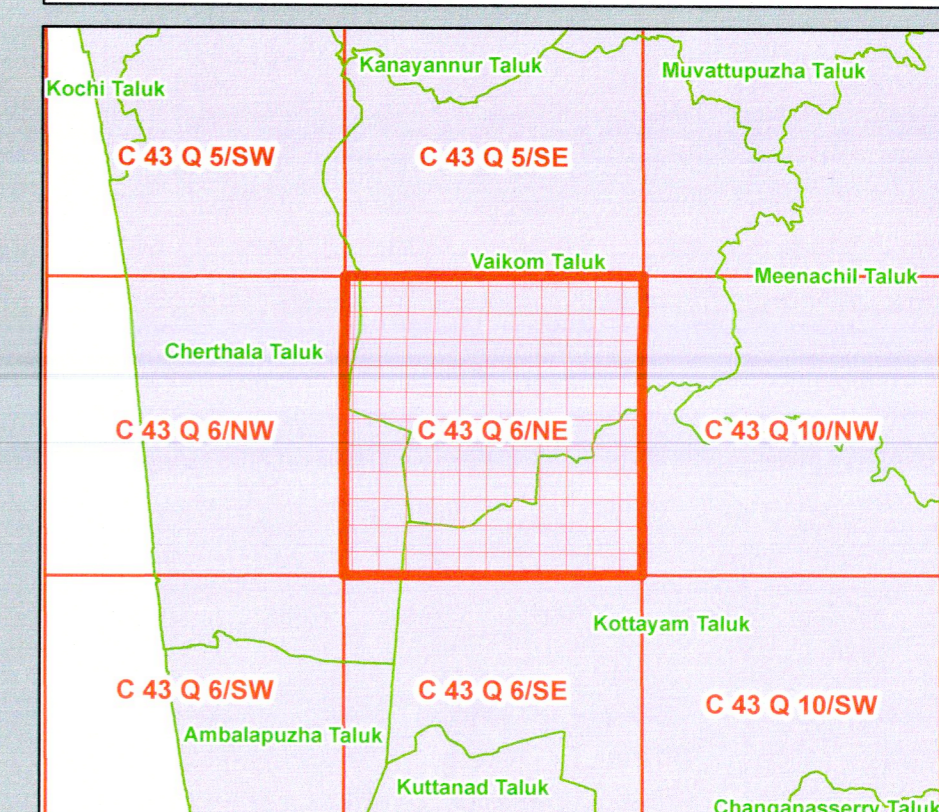 Kanayannur Taluk
Muvattupuzha Taluk
Kochi Taluk
C 43 Q 5/SW
C 43 Q 5/SE
Vaikom Taluk
Meenachil Taluk
Cherthala Taluk
C 43 Q 6/NW
C 43 Q 6/NE
C 43 Q 10/NW
Kottayam Taluk
C 43 Q 6/SW
C 43 Q 6/SE
C 43 Q 10/SW
Ambalapuzha Taluk
Kuttanad Taluk
Changanasserry Taluk